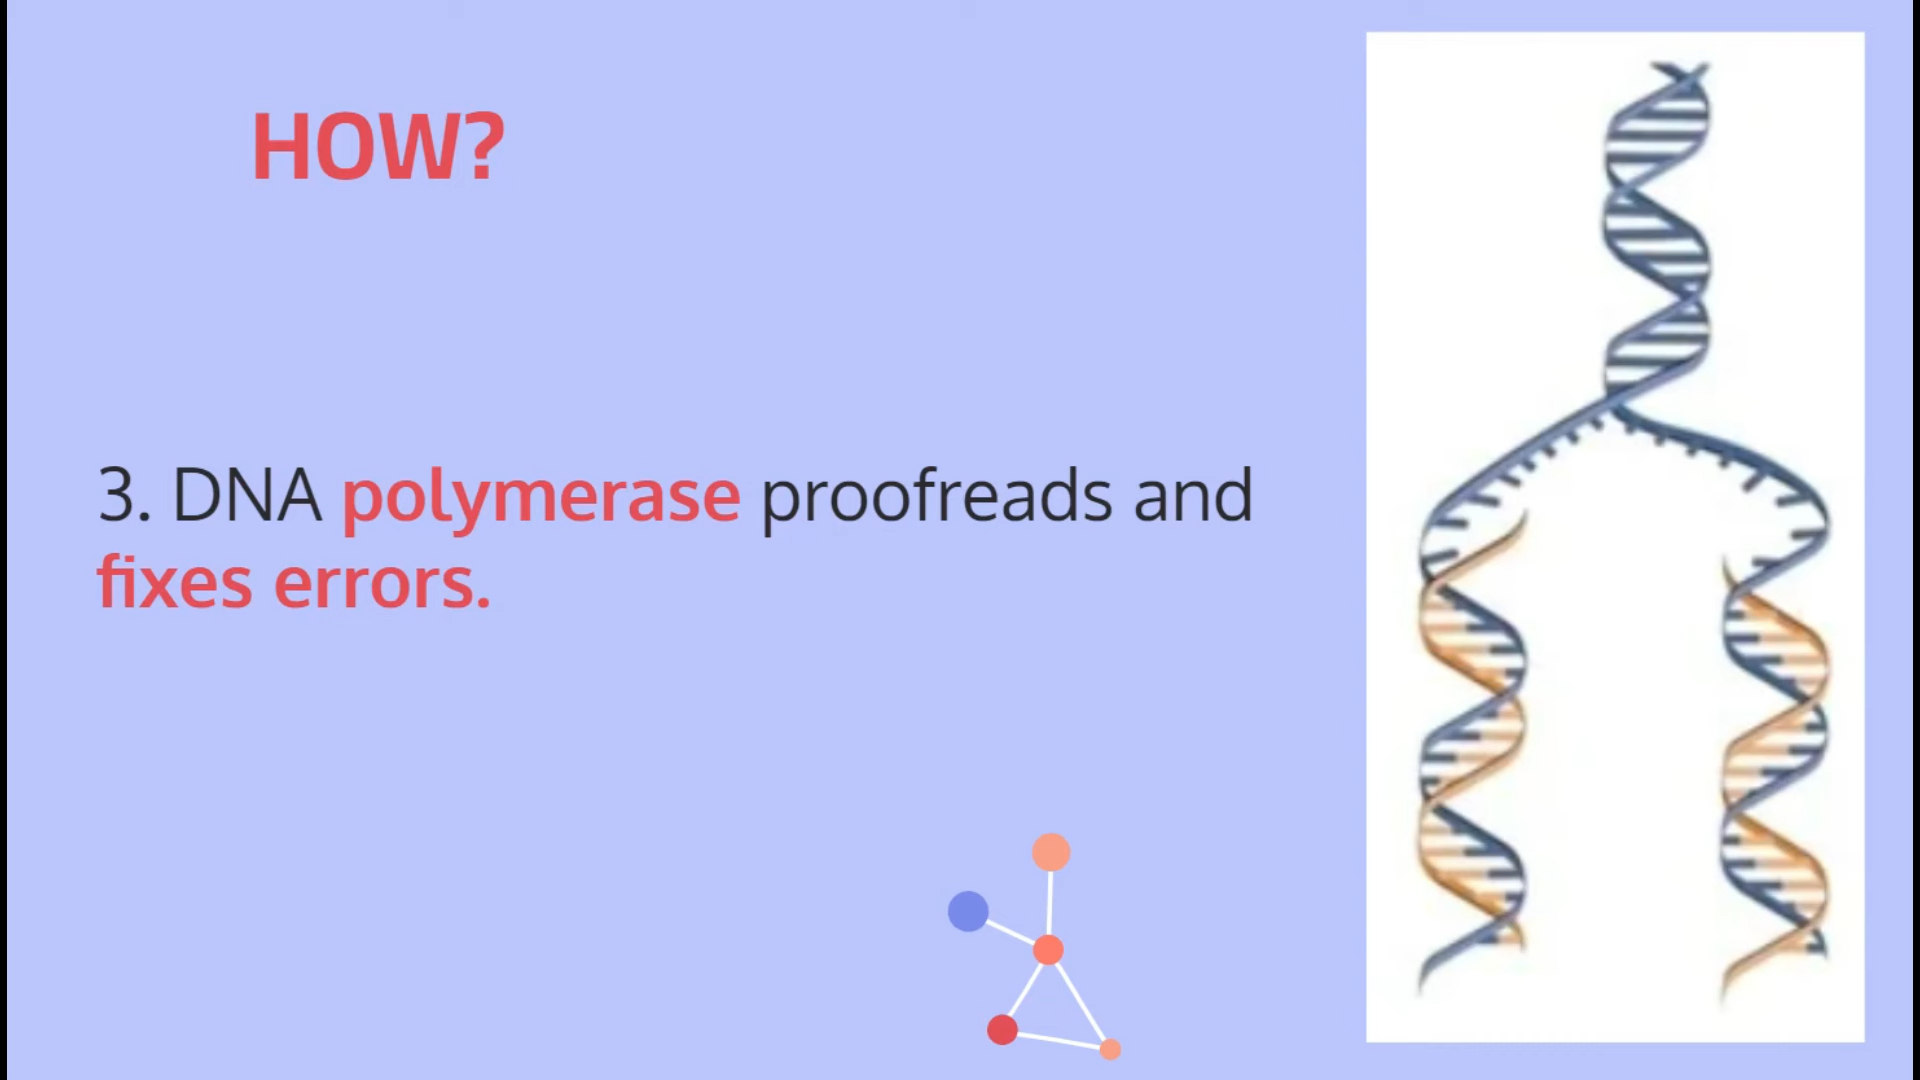 HOW?
3. DNA polymerase proofreads and
fixes errors.